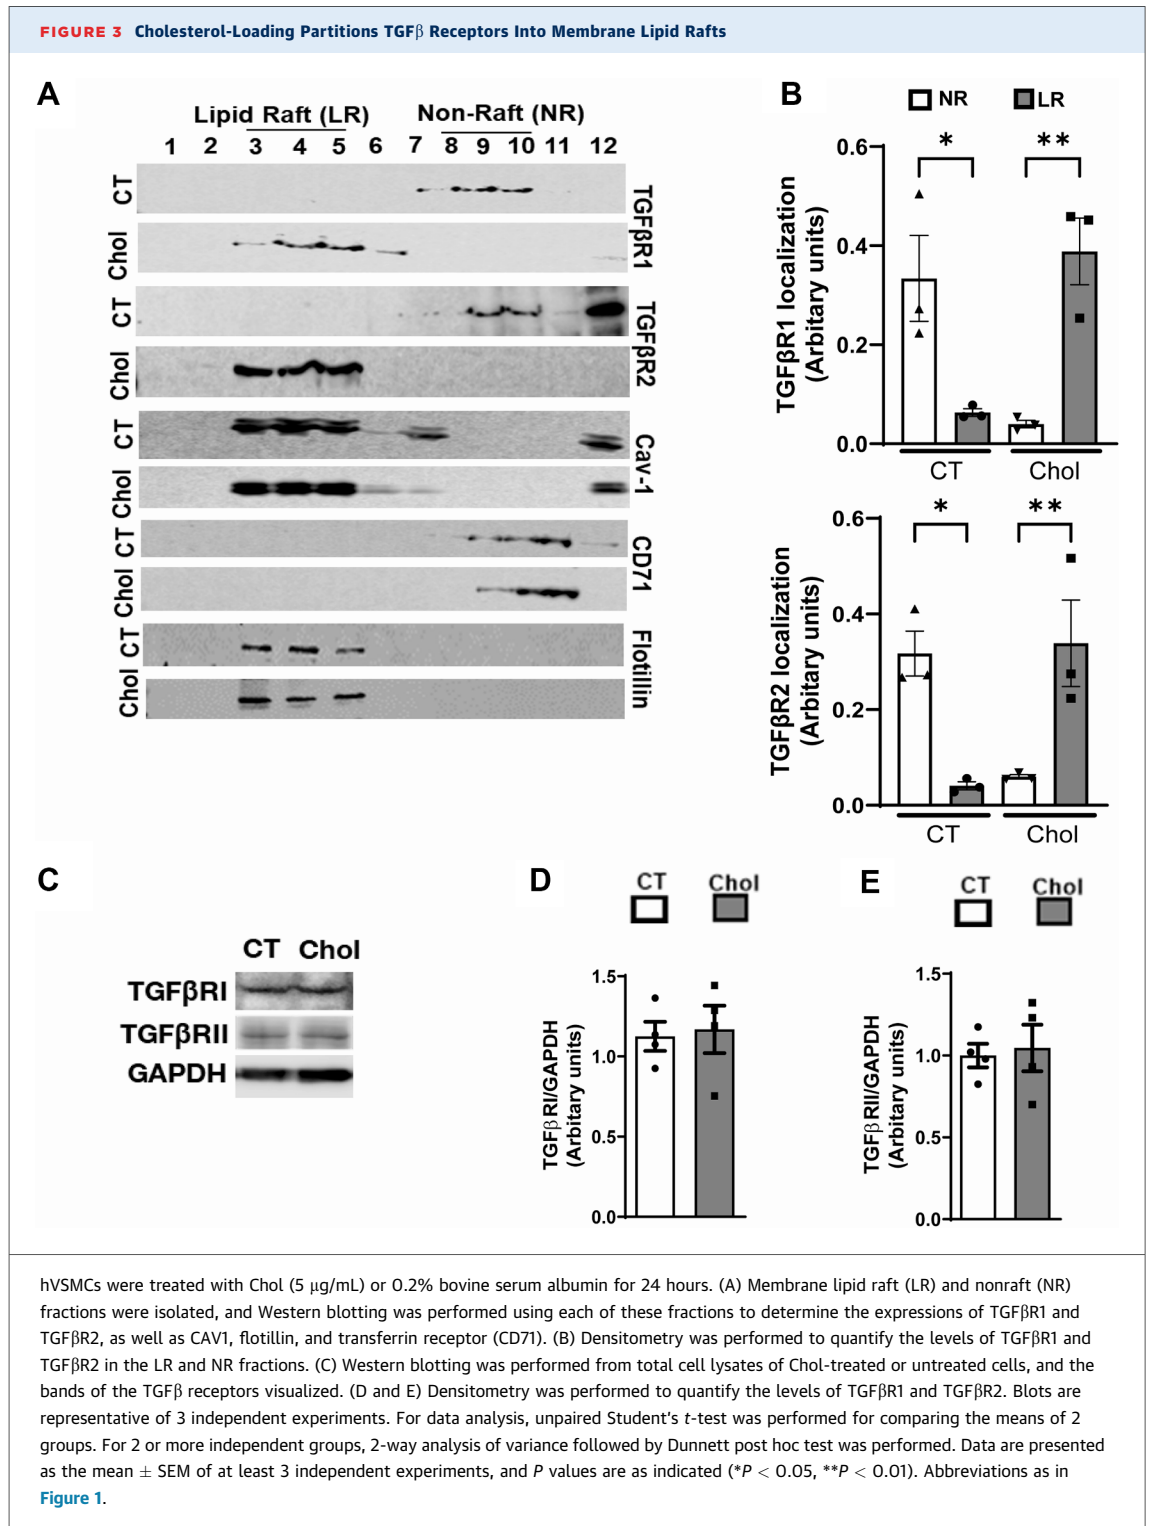 FIGURE 3 Cholesterol-Loading Partitions TGFβ Receptors Into Membrane Lipid Rafts
A
Lipid Raft (LR) Non-Raft (NR)
1 2 3 4 5 6 7 8 9 10 11 12
CT
Chol
TGFβR1
CT
Chol
TGFβR2
CT
Chol
Cav-1
CT
Chol
CD71
CT
Chol
Flotillin
B
NR LR
* **
TGFβR1 localization
(Arbitary units)
0.6
0.4
0.2
0.0
CT Chol
* **
TGFβR2 localization
(Arbitary units)
0.6
0.4
0.2
0.0
CT Chol
C
CT Chol
TGFβRI
TGFβRII
GAPDH
D
CT Chol
TGFβRI/GAPDH
(Arbitary units)
1.5
1.0
0.5
0.0
E
CT Chol
TGFβRII/GAPDH
(Arbitary units)
1.5
1.0
0.5
0.0
hVSMCs were treated with Chol (5 μg/mL) or 0.2% bovine serum albumin for 24 hours. (A) Membrane lipid raft (LR) and nonraft (NR)
fractions were isolated, and Western blotting was performed using each of these fractions to determine the expressions of TGFβR1 and
TGFβR2, as well as CAV1, flotillin, and transferrin receptor (CD71). (B) Densitometry was performed to quantify the levels of TGFβR1 and
TGFβR2 in the LR and NR fractions. (C) Western blotting was performed from total cell lysates of Chol-treated or untreated cells, and the
bands of the TGFβ receptors visualized. (D and E) Densitometry was performed to quantify the levels of TGFβR1 and TGFβR2. Blots are
representative of 3 independent experiments. For data analysis, unpaired Student's t-test was performed for comparing the means of 2
groups. For 2 or more independent groups, 2-way analysis of variance followed by Dunnett post hoc test was performed. Data are presented
as the mean ± SEM of at least 3 independent experiments, and P values are as indicated (*P < 0.05, **P < 0.01). Abbreviations as in
Figure 1.